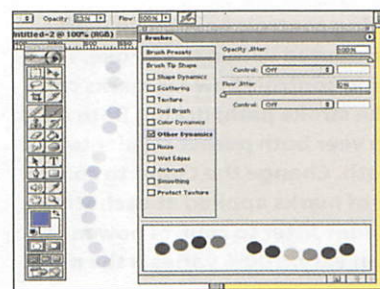 Opacity: 53% Flow: 100%
Untitled-2 @ 100% (RGB)
Brushes
Brush Presets
Brush Tip Shape
Shape Dynamics
Scattering
Texture
Dual Brush
Color Dynamics
Other Dynamics
Noise
Wet Edges
Airbrush
Smoothing
Protect Texture
Opacity Jitter 100%
Control: Off
Flow Jitter 0%
Control: Off